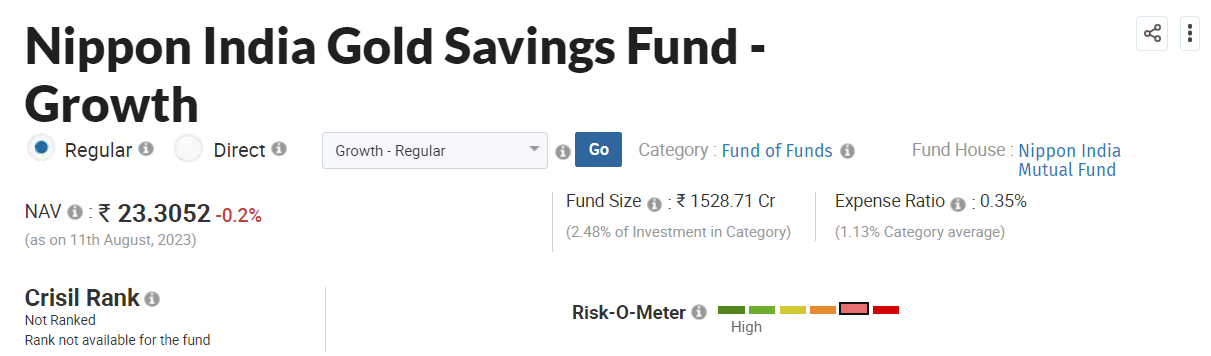 Nippon India Gold Savings Fund -
Growth
Regular Direct Growth - Regular Go Category : Fund of Funds Fund House : Nippon India
Mutual Fund
NAV : ₹ 23.3052 -0.2% Fund Size : ₹ 1528.71 Cr Expense Ratio : 0.35%
(as on 11th August, 2023) (2.48% of Investment in Category) (1.13% Category average)
Crisil Rank
Not Ranked
Rank not available for the fund
Risk-O-Meter
High